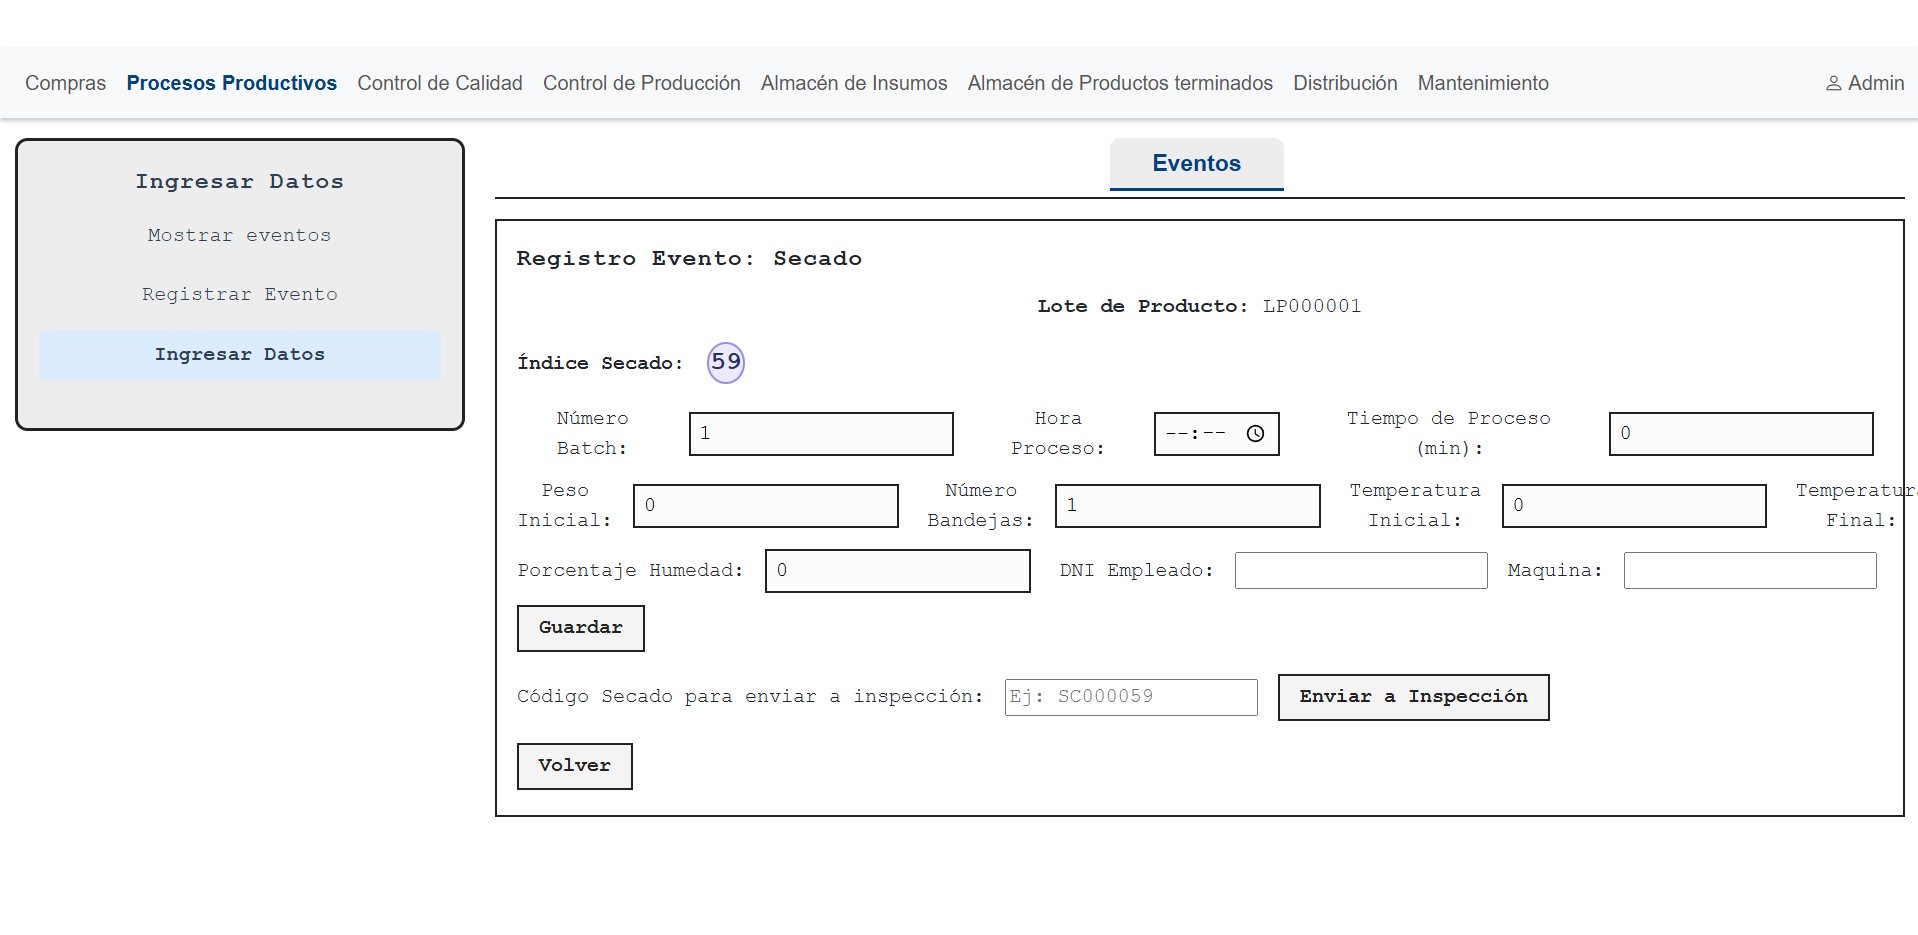 Compras Procesos Productivos Control de Calidad Control de Producción Almacén de Insumos Almacén de Productos terminados Distribución Mantenimiento Admin
Ingresar Datos
Mostrar eventos
Registrar Evento
Ingresar Datos
Eventos
Registro Evento: Secado
Lote de Producto: LP000001
Índice Secado: 59
Número Batch: 1 Hora Proceso: --:-- Tiempo de Proceso (min): 0
Peso Inicial: 0 Número Bandejas: 1 Temperatura Inicial: 0 Temperatura Final:
Porcentaje Humedad: 0 DNI Empleado: Maquina:
Guardar
Código Secado para enviar a inspección: Ej: SC000059 Enviar a Inspección
Volver